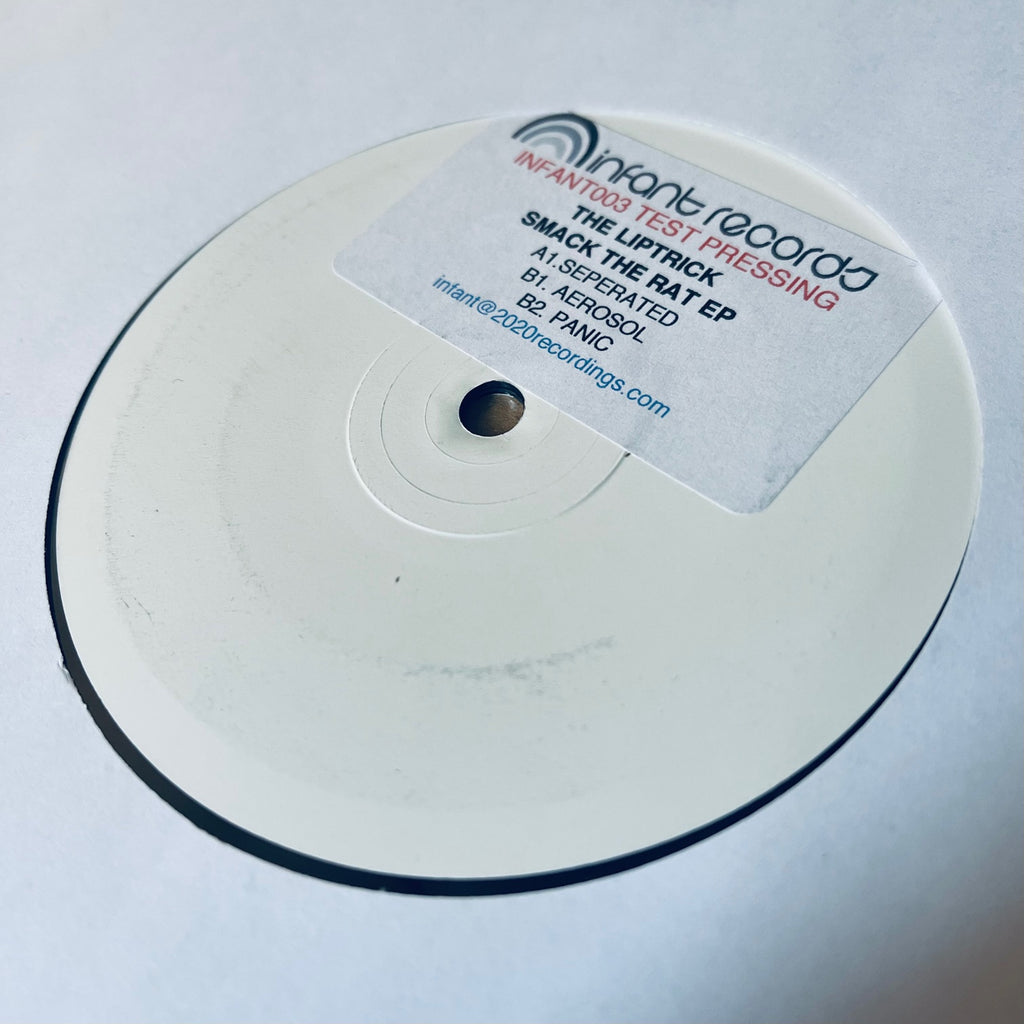 infant records
INFANT003 TEST PRESSING
THE LIPTRICK
SMACK THE RAT EP
A1.SEPERATED
B1. AEROSOL
B2. PANIC
infant@2020recordings.com